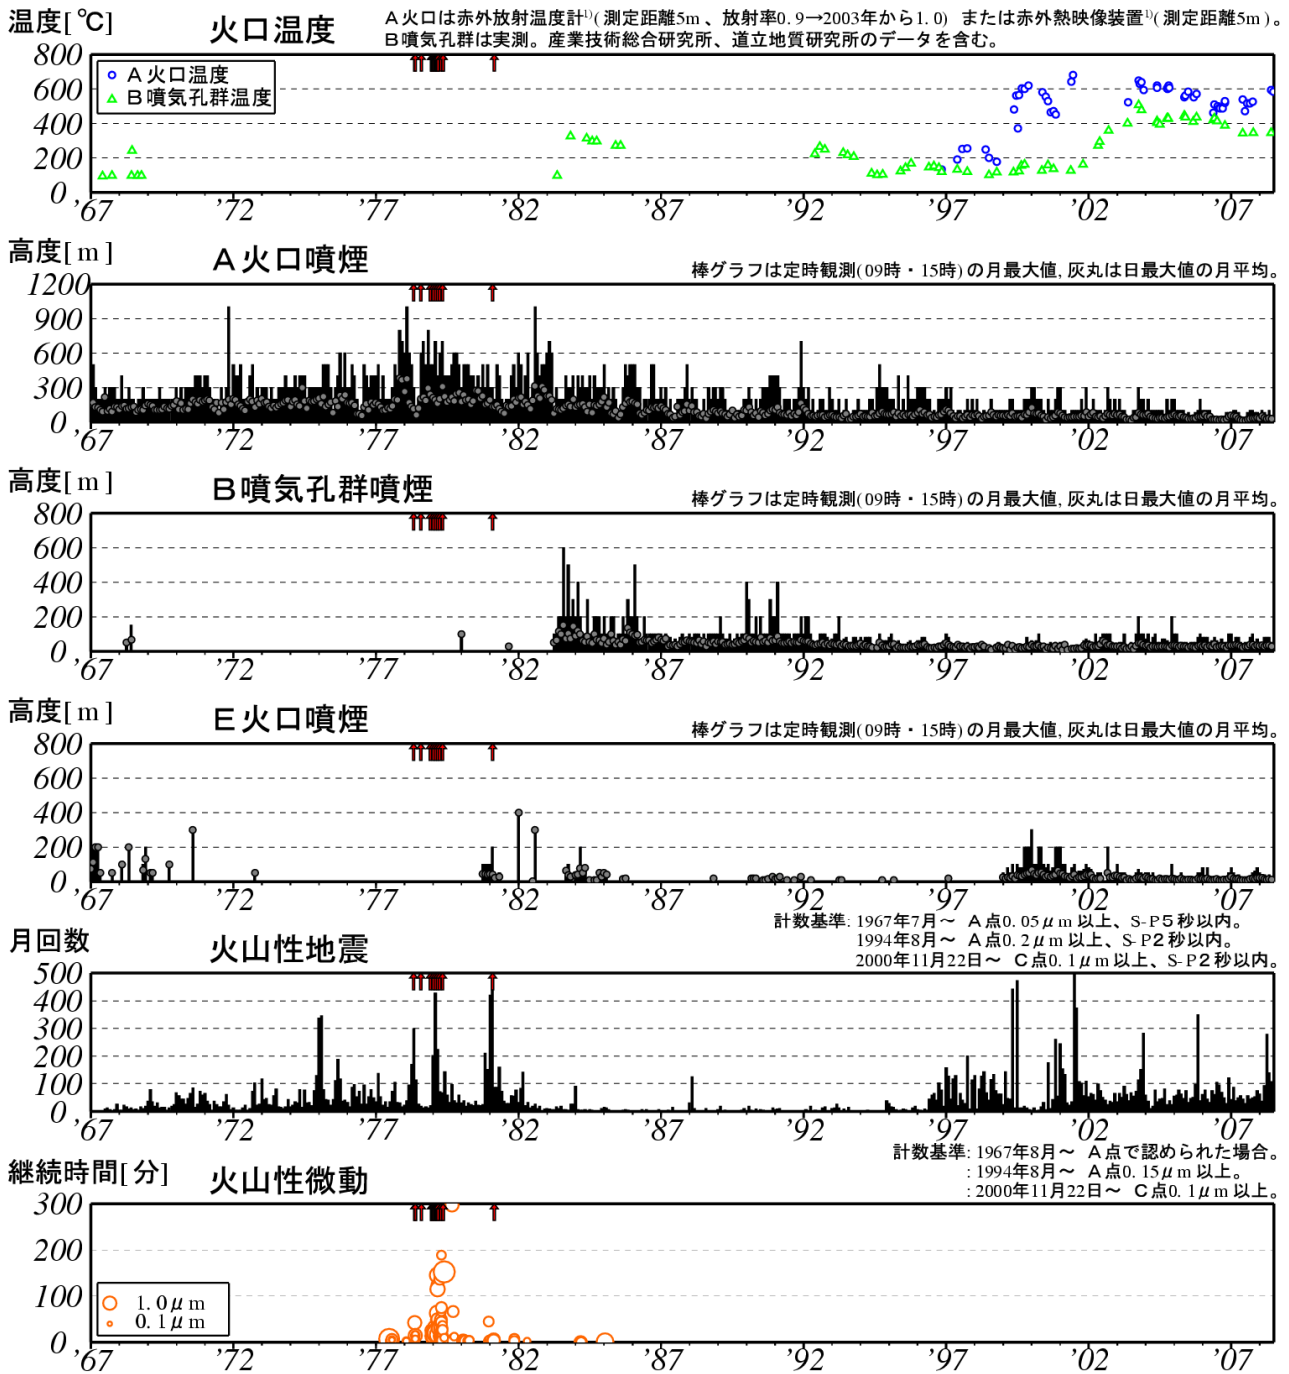 温度[℃]
火口温度
A火口は赤外放射温度計¹⁾(測定距離5m、放射率0.9→2003年から1.0) または赤外熱映像装置¹⁾(測定距離5m)。
B噴気孔群は実測。産業技術総合研究所、道立地質研究所のデータを含む。
800
600
400
200
0
A火口温度
B噴気孔群温度
'67 '72 '77 '82 '87 '92 '97 '02 '07
高度[m]
A火口噴煙
棒グラフは定時観測(09時・15時)の月最大値,灰丸は日最大値の月平均。
1200
900
600
300
0
'67 '72 '77 '82 '87 '92 '97 '02 '07
高度[m]
B噴気孔群噴煙
棒グラフは定時観測(09時・15時)の月最大値,灰丸は日最大値の月平均。
800
600
400
200
0
'67 '72 '77 '82 '87 '92 '97 '02 '07
高度[m]
E火口噴煙
棒グラフは定時観測(09時・15時)の月最大値,灰丸は日最大値の月平均。
800
600
400
200
0
'67 '72 '77 '82 '87 '92 '97 '02 '07
月回数
火山性地震
計数基準: 1967年7月～ A点0.05μm以上、S-P5秒以内。
1994年8月～ A点0.2μm以上、S-P2秒以内。
2000年11月22日～ C点0.1μm以上、S-P2秒以内。
500
400
300
200
100
0
'67 '72 '77 '82 '87 '92 '97 '02 '07
継続時間[分]
火山性微動
計数基準: 1967年8月～ A点で認められた場合。
: 1994年8月～ A点0.15μm以上。
: 2000年11月22日～ C点0.1μm以上。
300
200
100
0
1.0μm
0.1μm
'67 '72 '77 '82 '87 '92 '97 '02 '07